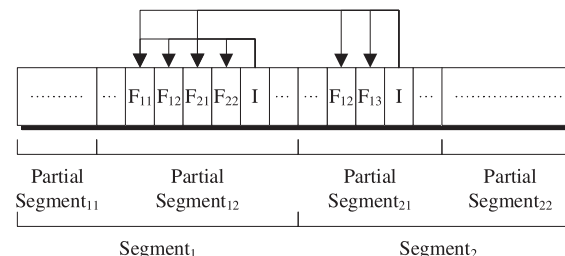 ………… … F₁₁ F₁₂ F₂₁ F₂₂ I … … F₁₂ F₁₃ I … …………………
Partial Partial Partial Partial
Segment₁₁ Segment₁₂ Segment₂₁ Segment₂₂
Segment₁ Segment₂